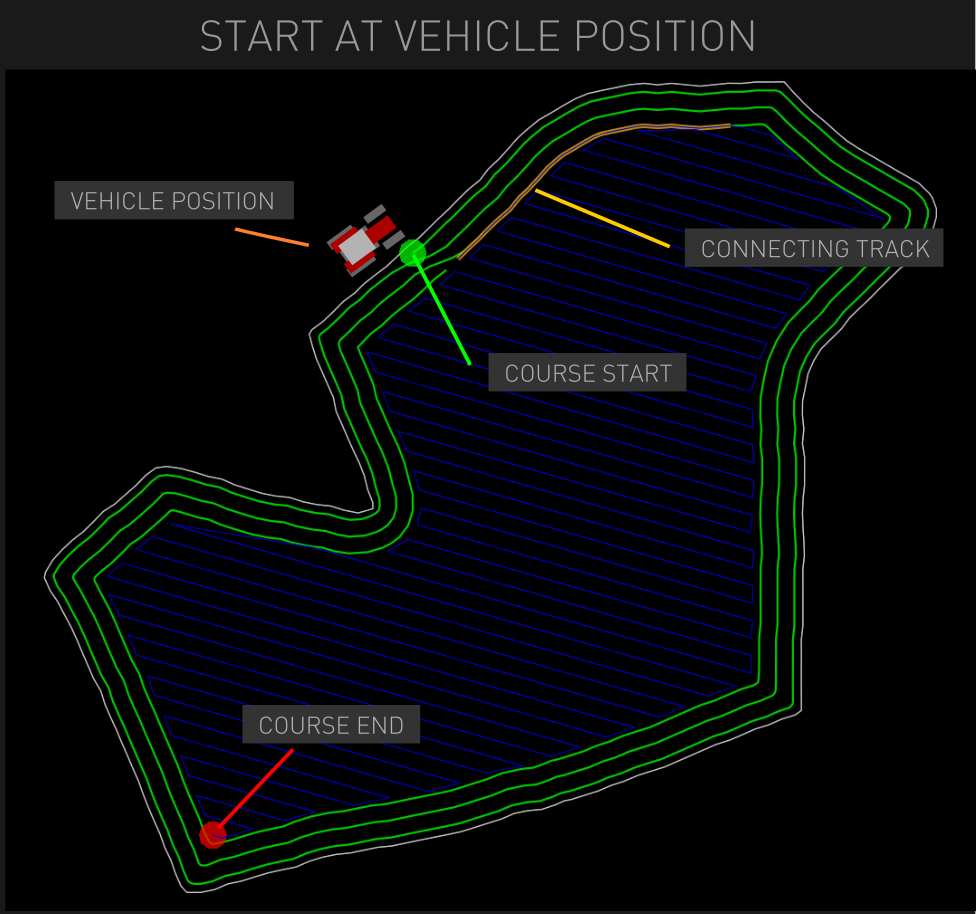 START AT VEHICLE POSITION
VEHICLE POSITION
CONNECTING TRACK
COURSE START
COURSE END